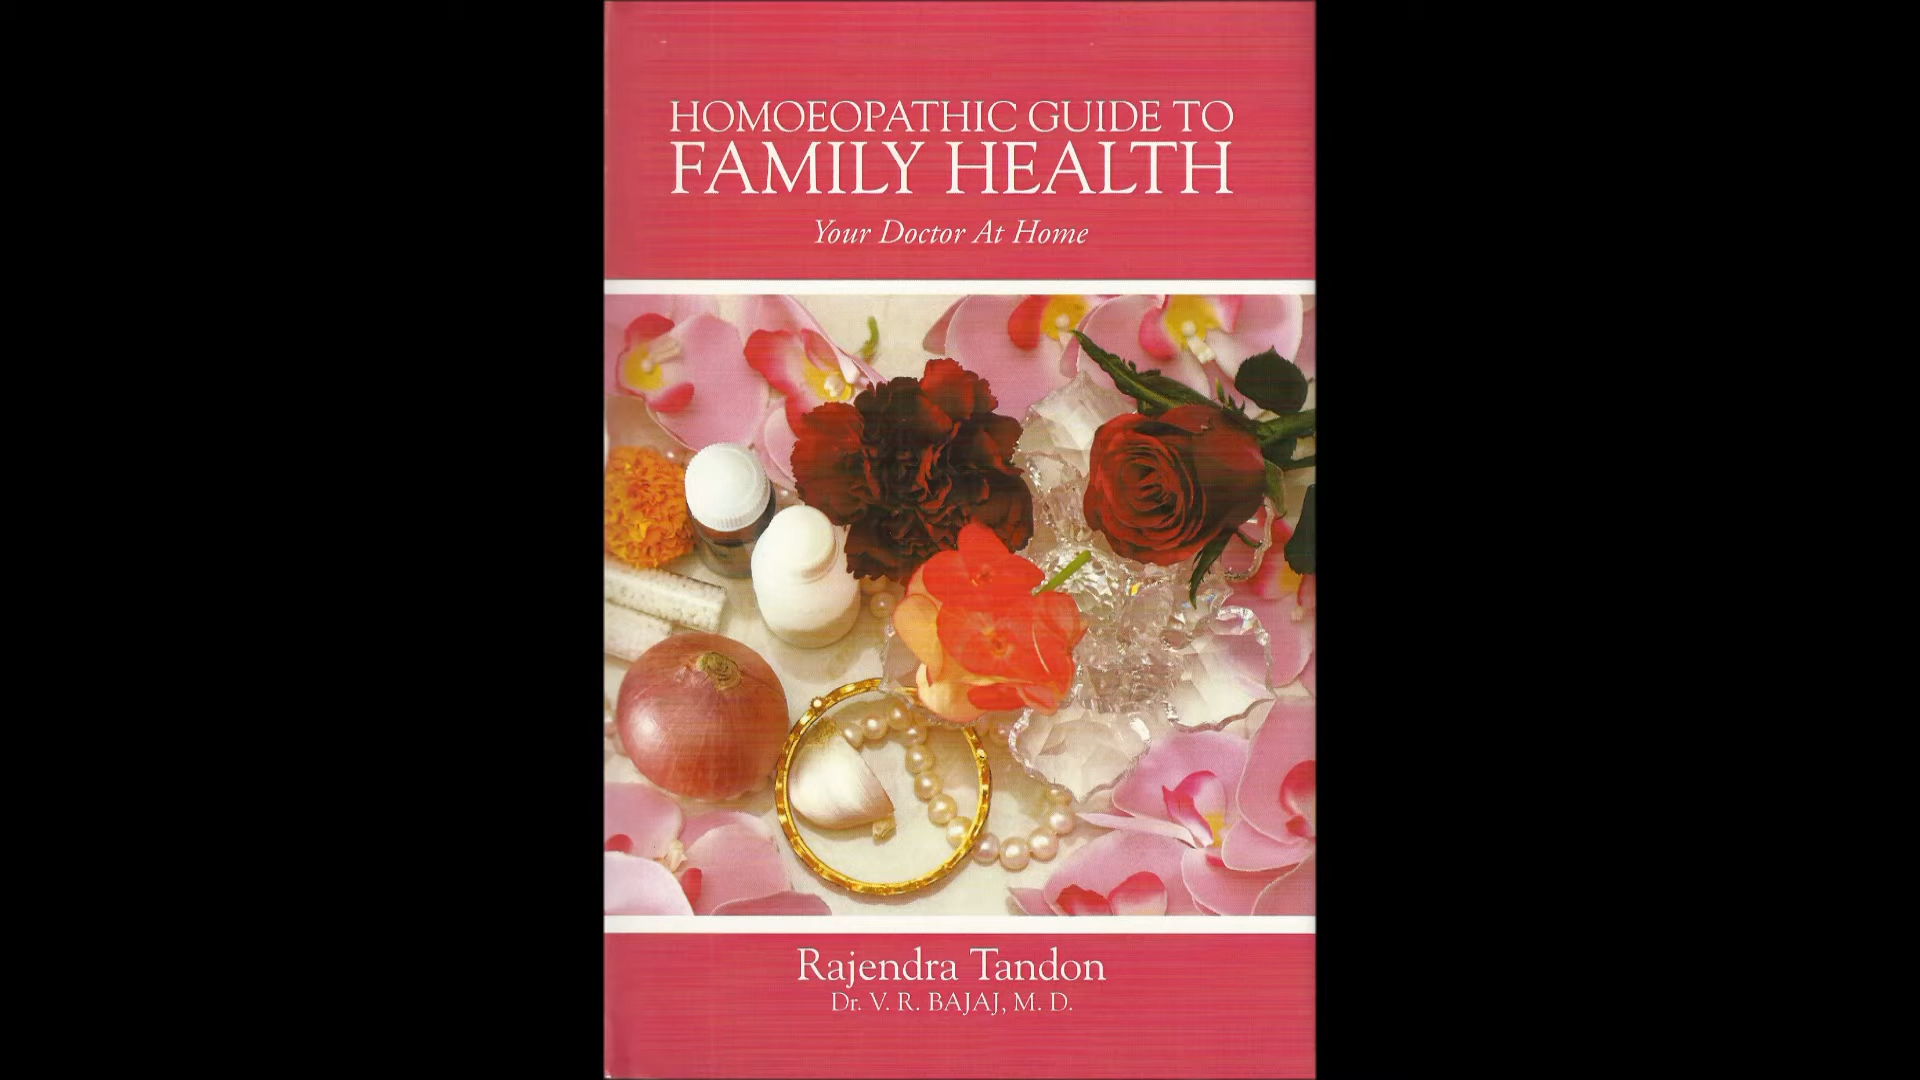 HOMOEOPATHIC GUIDE TO
FAMILY HEALTH
Your Doctor At Home
Rajendra Tandon
Dr. V. R. BAJAJ, M. D.